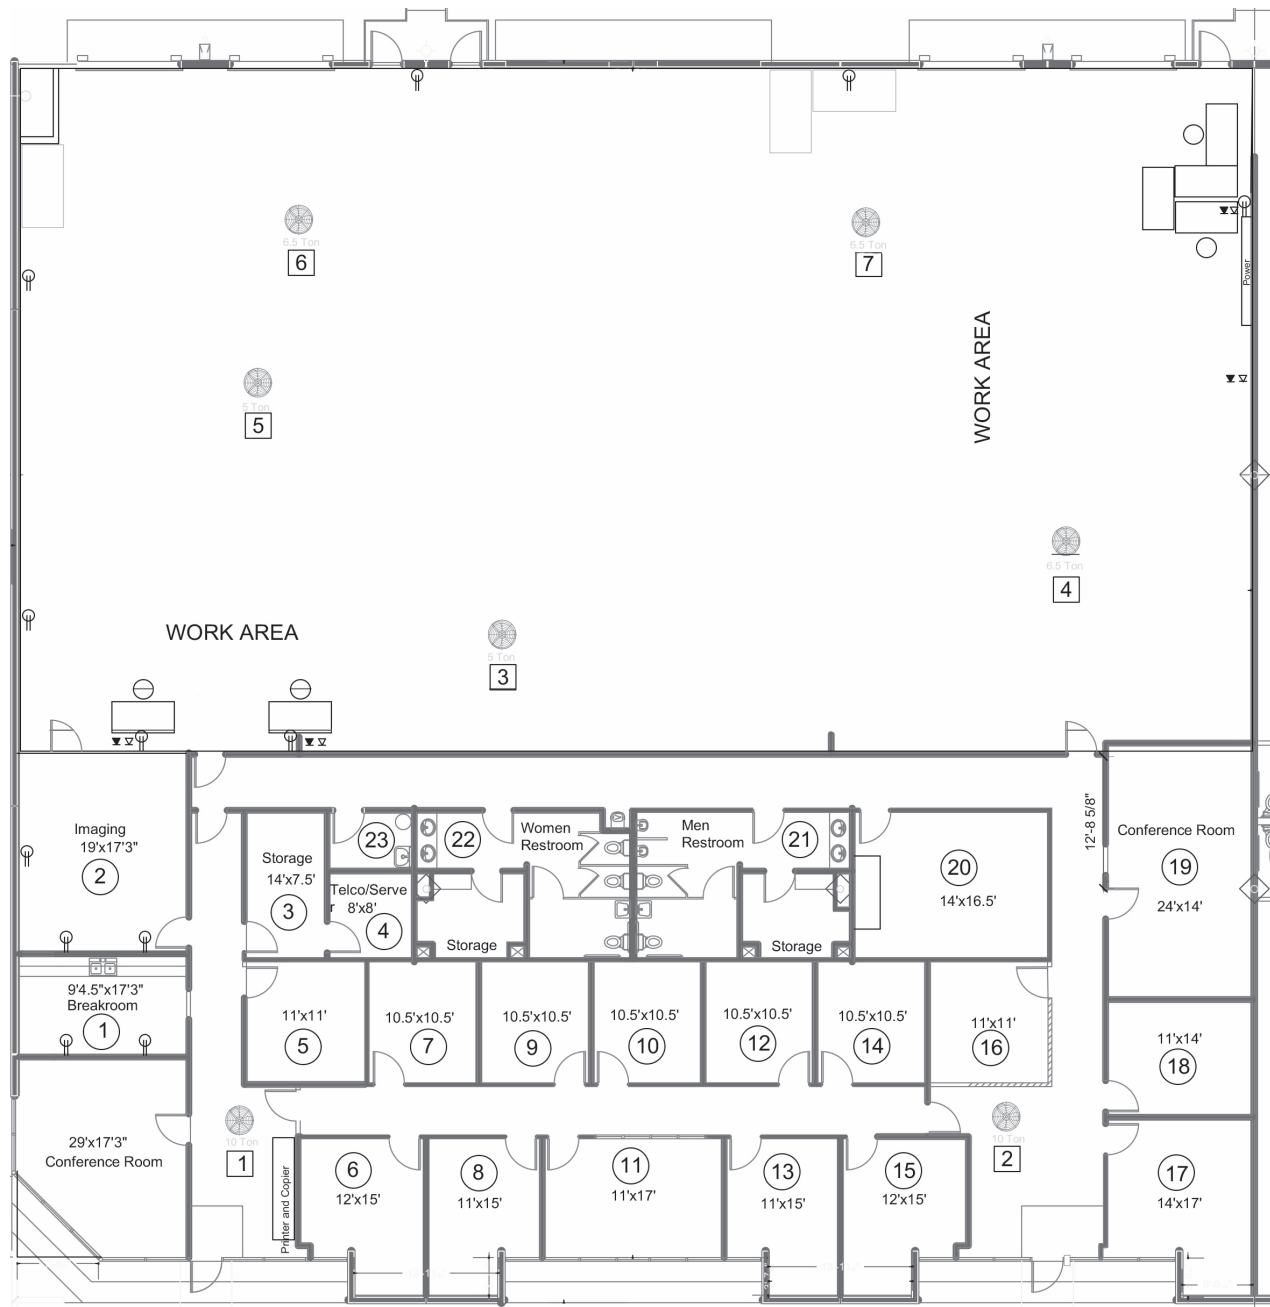 6.5 Ton
6
6.5 Ton
7
Power
WORK AREA
5 Ton
5
6.5 Ton
4
WORK AREA
5 Ton
3
Imaging
19'x17'3"
2
Storage
14'x7.5'
3
23
Telco/Serve
r 8'x8'
4
22
Women
Restroom
Storage
Men
Restroom
21
Storage
20
14'x16.5'
12'-8 5/8"
Conference Room
19
24'x14'
9'4.5"x17'3"
Breakroom
1
11'x11'
5
10.5'x10.5'
7
10.5'x10.5'
9
10.5'x10.5'
10
10.5'x10.5'
12
10.5'x10.5'
14
11'x11'
16
11'x14'
18
29'x17'3"
Conference Room
10 Ton
1
Printer and Copier
6
12'x15'
8
11'x15'
11
11'x17'
13
11'x15'
15
12'x15'
10 Ton
2
17
14'x17'